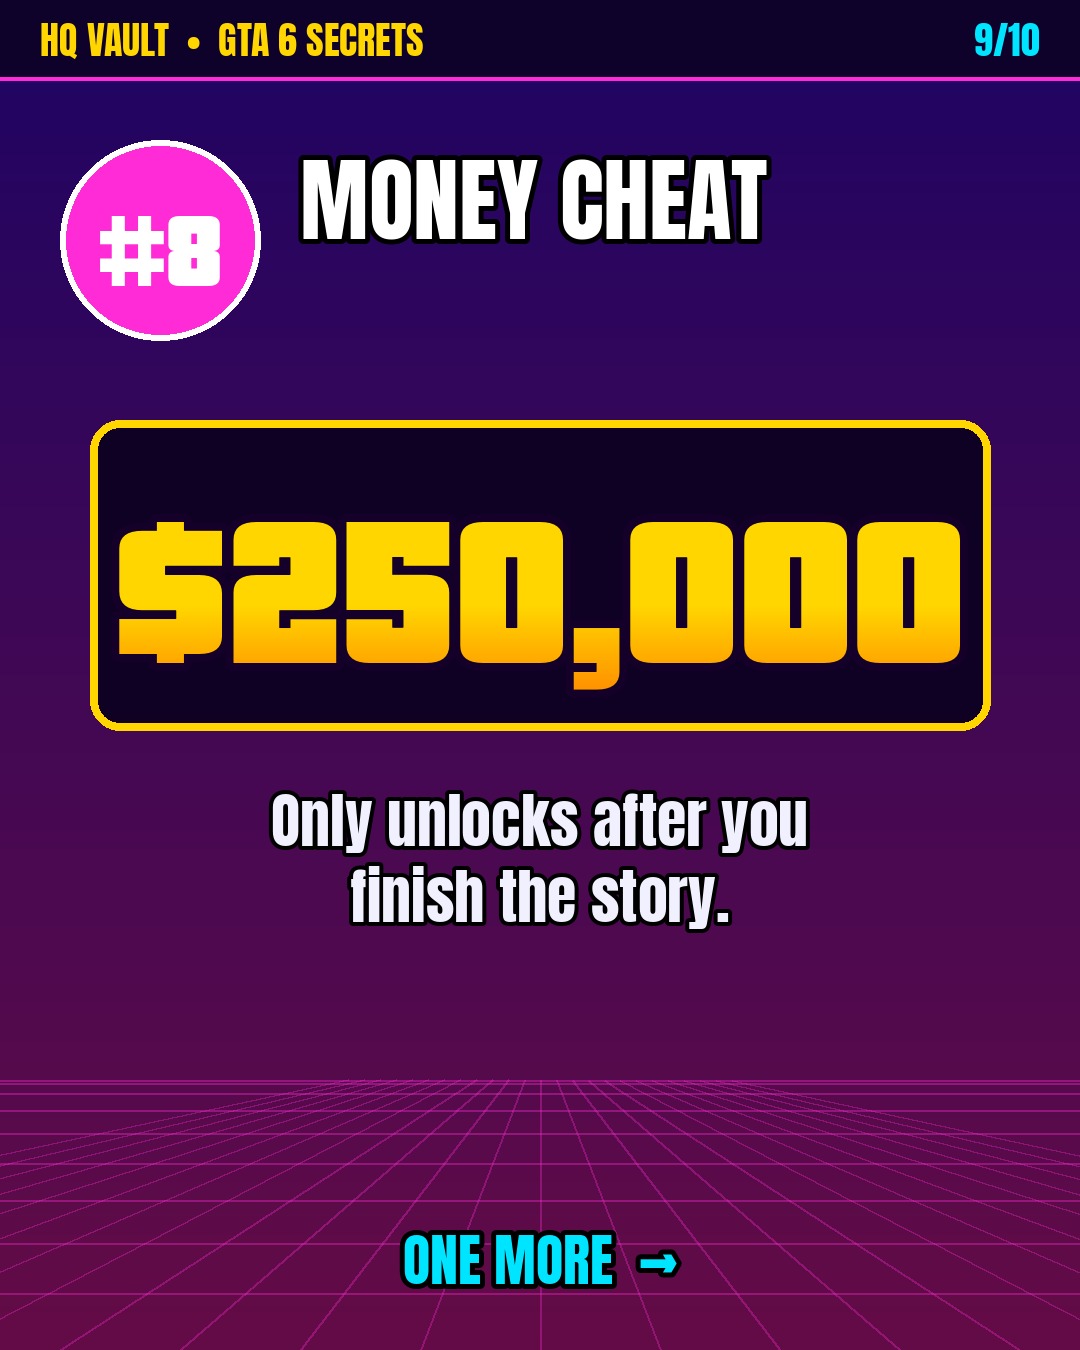 HQ VAULT • GTA 6 SECRETS
9/10
#8
MONEY CHEAT
$250,000
Only unlocks after you
finish the story.
ONE MORE →